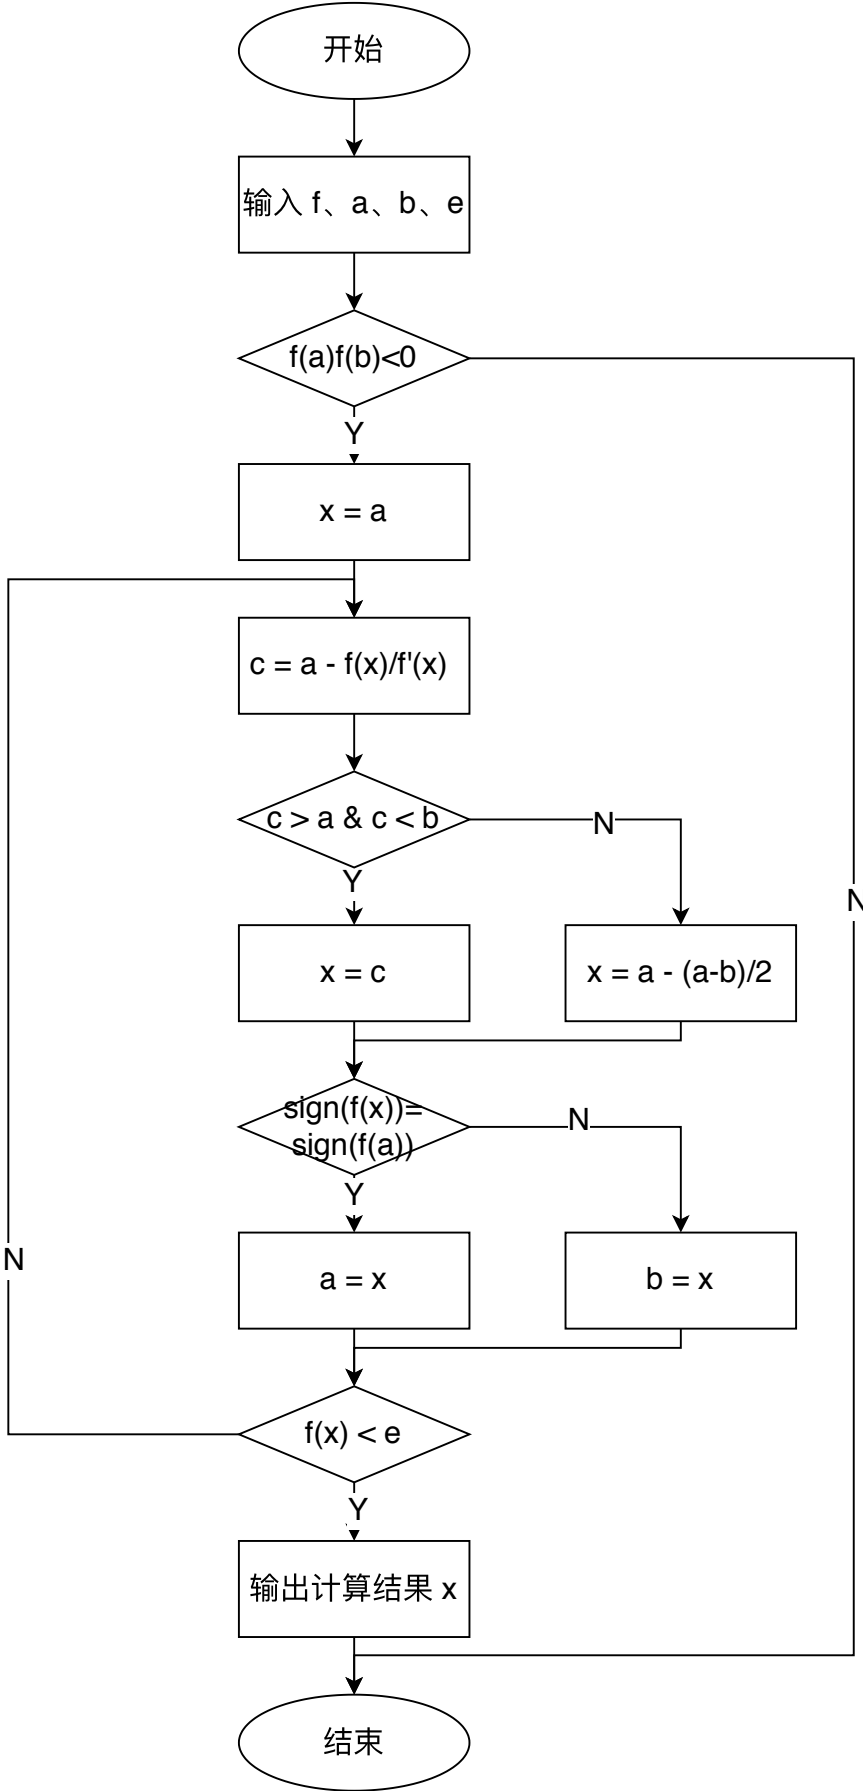 开始
输入 f、a、b、e
f(a)f(b)<0
Y
x = a
c = a - f(x)/f'(x)
c > a & c < b
N
Y
N
x = c
x = a - (a-b)/2
sign(f(x))=
sign(f(a))
N
Y
N
a = x
b = x
f(x) < e
Y
输出计算结果 x
结束